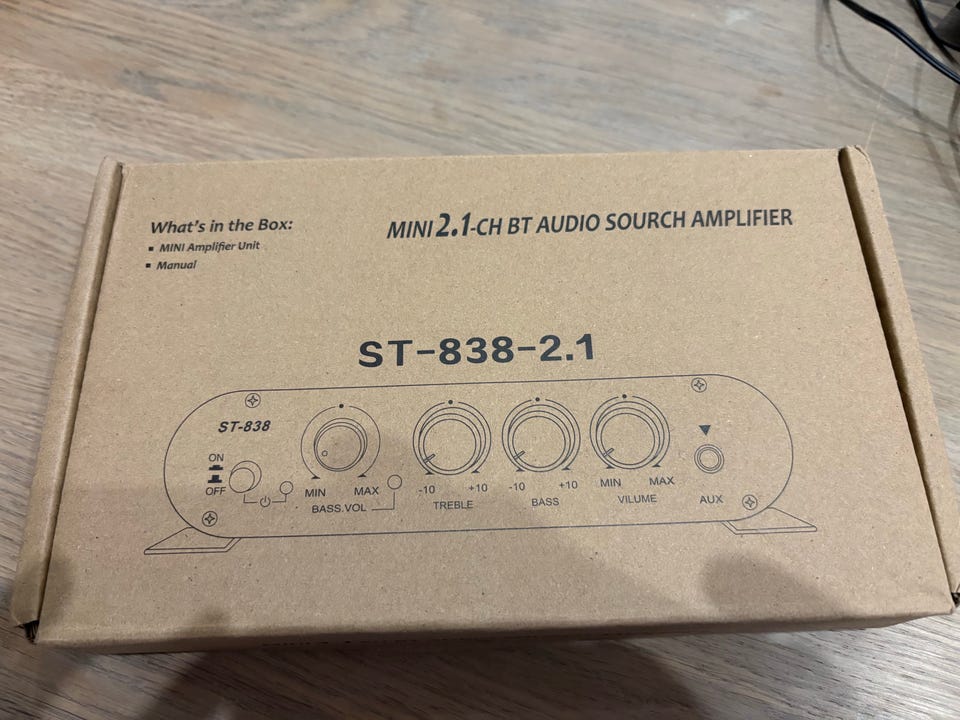 What's in the Box:
▪ MINI Amplifier Unit
▪ Manual
MINI 2.1-CH BT AUDIO SOURCH AMPLIFIER
ST-838-2.1
ST-838
ON
OFF
MIN MAX
BASS.VOL
-10 +10
TREBLE
-10 +10
BASS
MIN MAX
VILUME
AUX